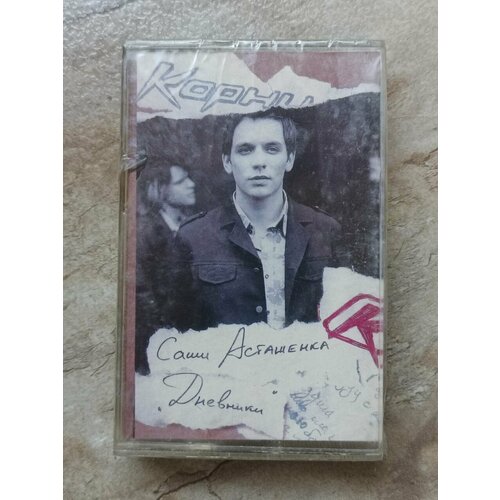 Корни
Саши Асташенка
„Дневники"